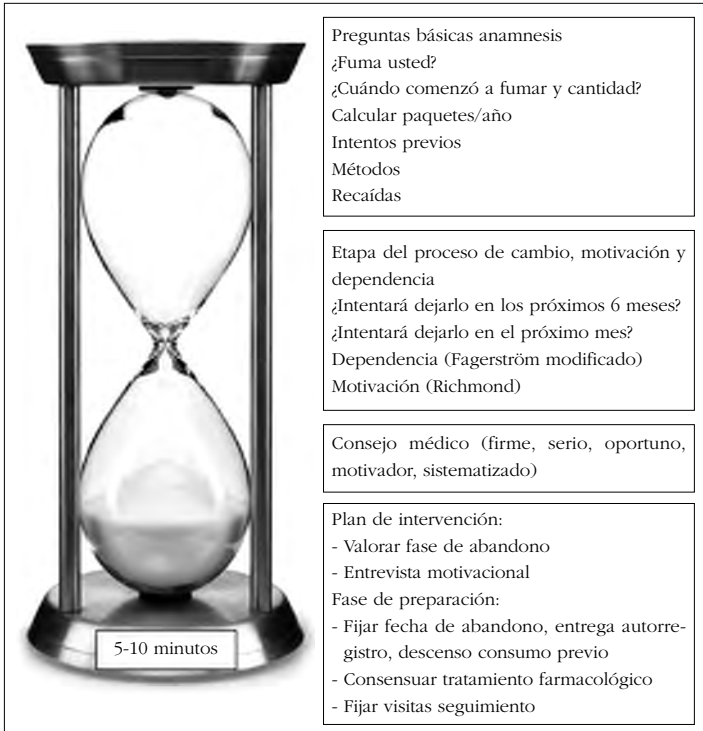 Preguntas básicas anamnesis
¿Fuma usted?
¿Cuándo comenzó a fumar y cantidad?
Calcular paquetes/año
Intentos previos
Métodos
Recaídas
Etapa del proceso de cambio, motivación y
dependencia
¿Intentará dejarlo en los próximos 6 meses?
¿Intentará dejarlo en el próximo mes?
Dependencia (Fagerström modificado)
Motivación (Richmond)
Consejo médico (firme, serio, oportuno,
motivador, sistematizado)
Plan de intervención:
- Valorar fase de abandono
- Entrevista motivacional
Fase de preparación:
- Fijar fecha de abandono, entrega autorre-
gistro, descenso consumo previo
- Consensuar tratamiento farmacológico
- Fijar visitas seguimiento
5-10 minutos